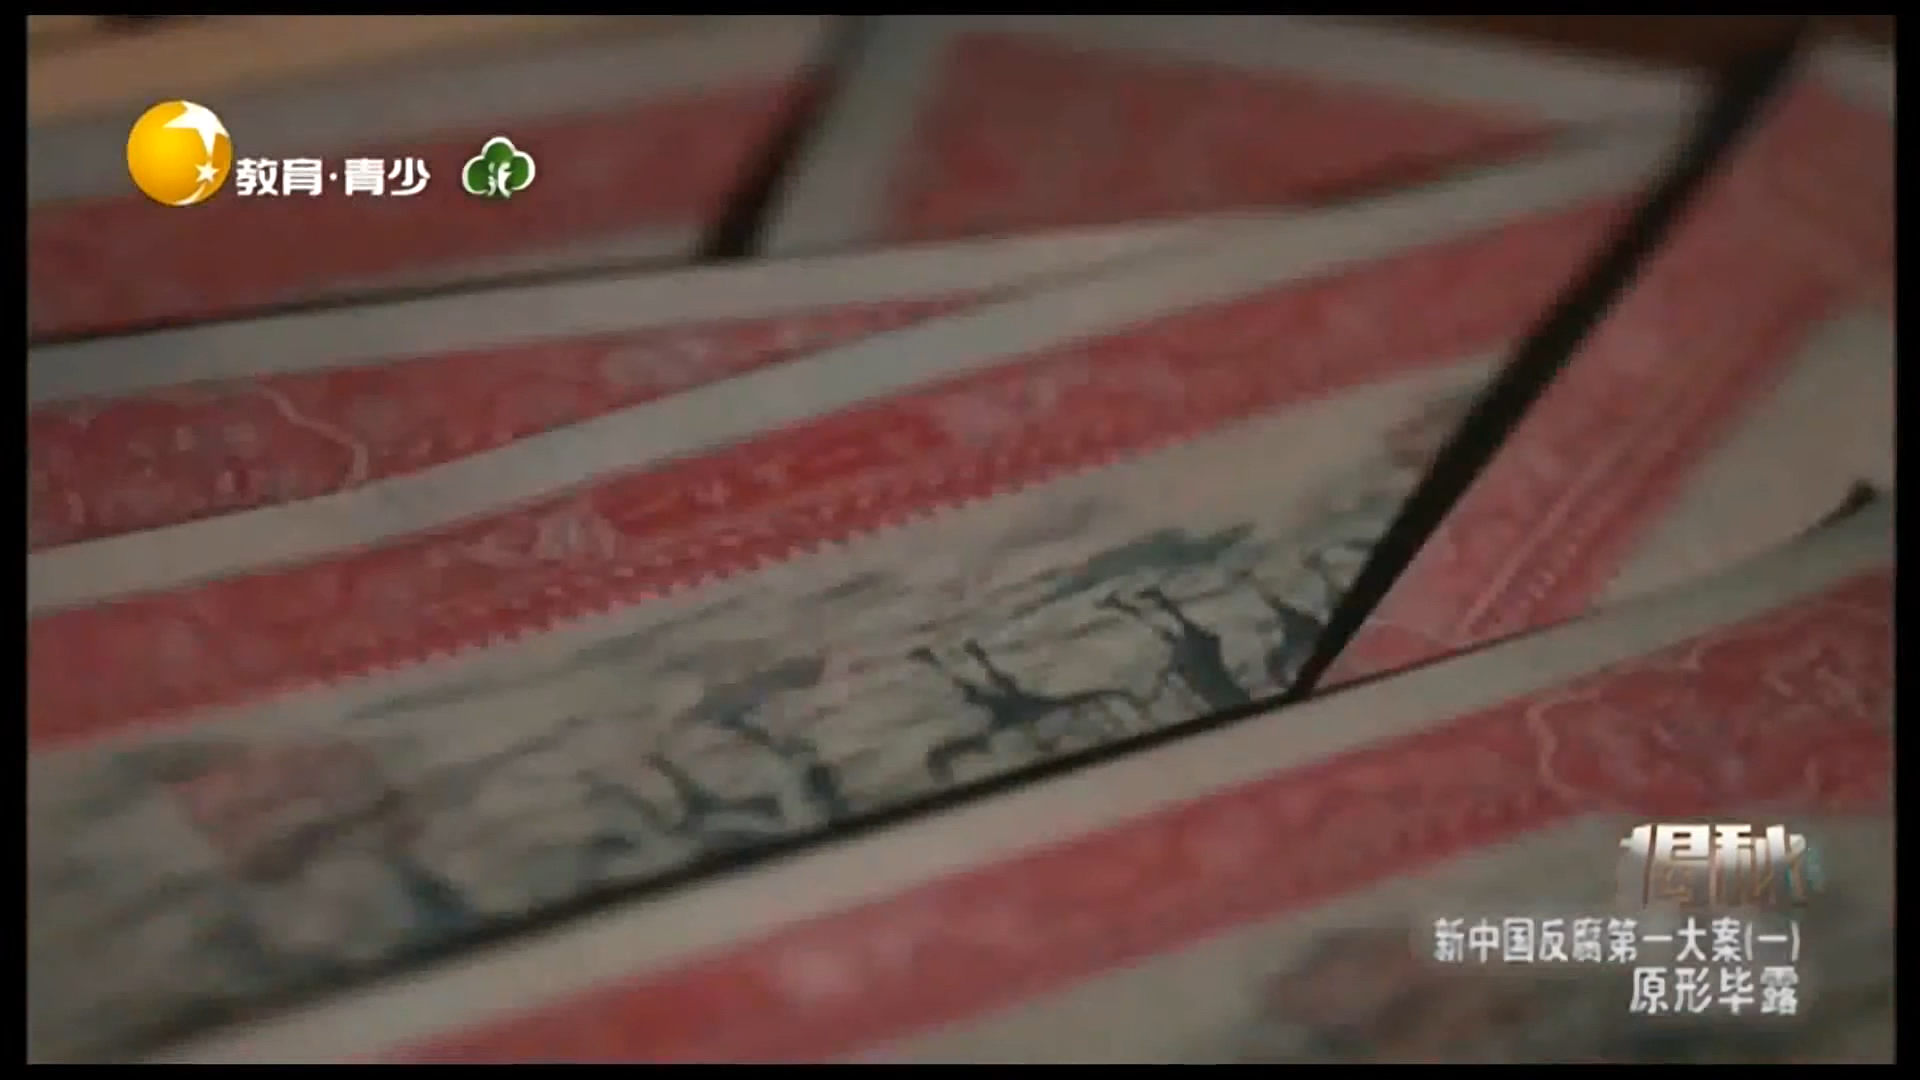 教育·青少
揭秘
新中国反腐第一大案(一)
原形毕露